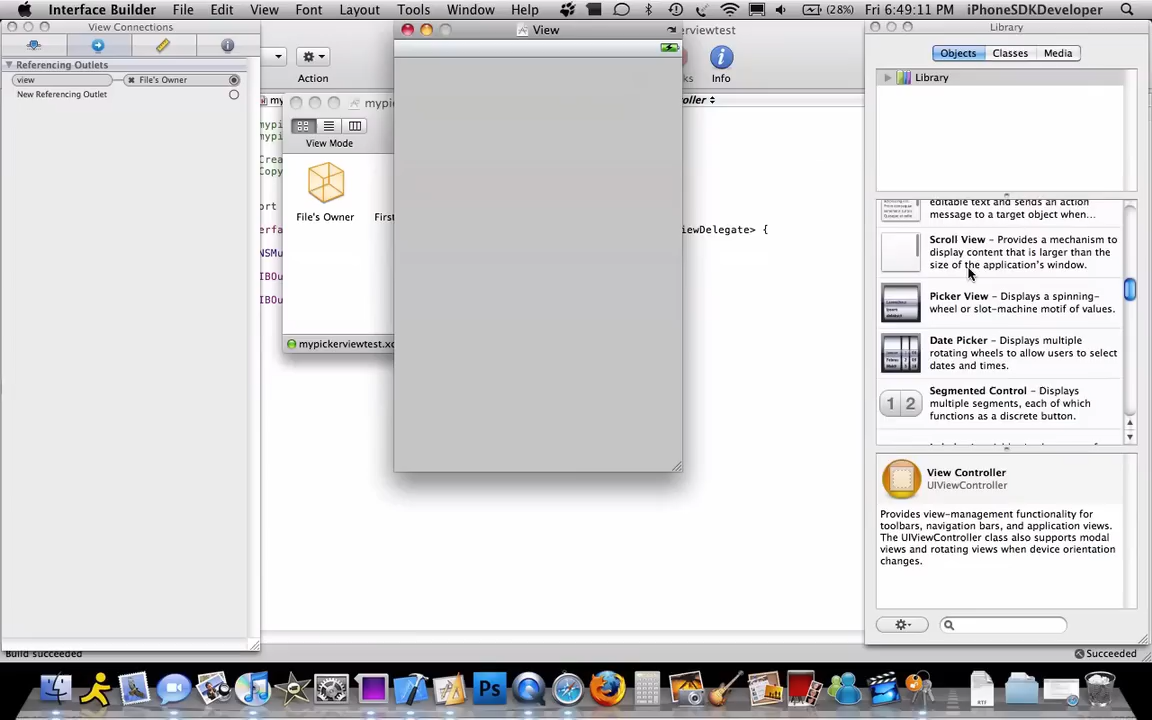 Interface Builder File Edit View Font Layout Tools Window Help (28%) Fri 6:49:11 PM iPhoneSDKDeveloper
View Connections
Referencing Outlets
view File's Owner
New Referencing Outlet
Action
View Mode
File's Owner
mypickerviewtest.xc
View
erviewtest
Info
oller
iewDelegate> {
Build succeeded
Succeeded
Library
Objects Classes Media
Library
editable text and sends an action
message to a target object when...
Scroll View – Provides a mechanism to
display content that is larger than the
size of the application's window.
Picker View – Displays a spinning-
wheel or slot-machine motif of values.
Date Picker – Displays multiple
rotating wheels to allow users to select
dates and times.
Segmented Control – Displays
multiple segments, each of which
functions as a discrete button.
1 2
View Controller
UIViewController
Provides view-management functionality for
toolbars, navigation bars, and application views.
The UIViewController class also supports modal
views and rotating views when device orientation
changes.